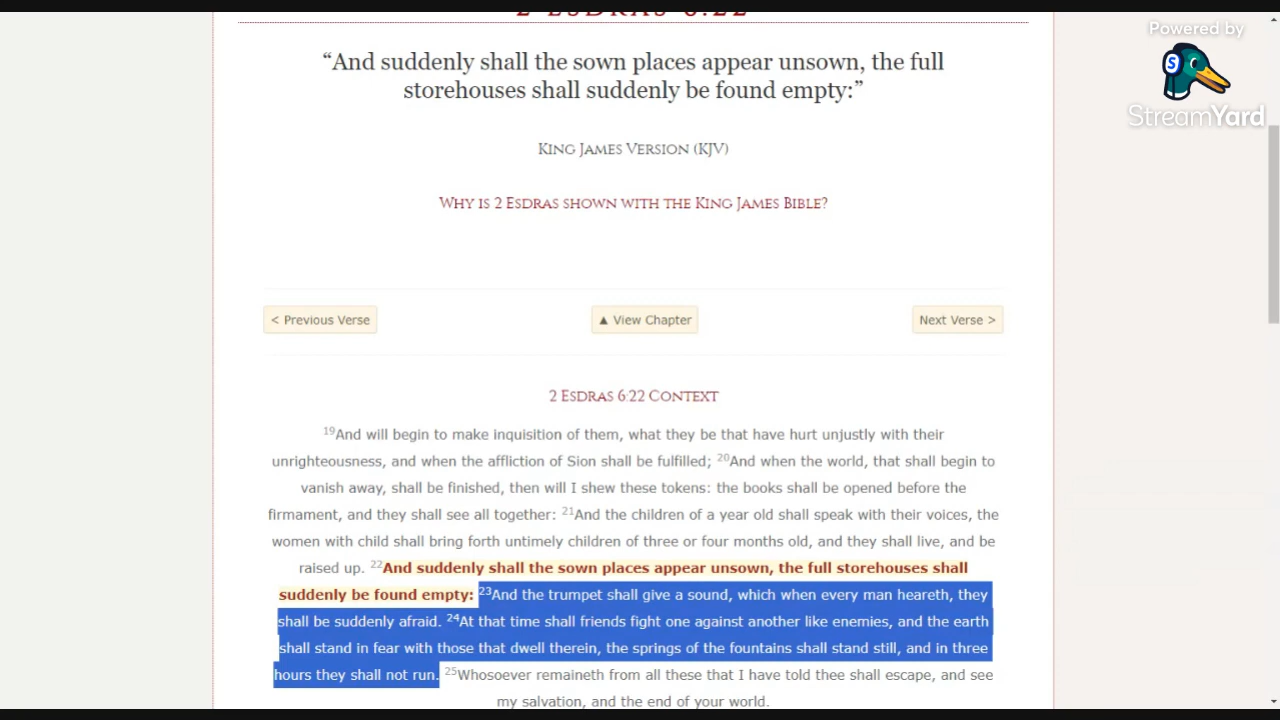 2 Esdras 6:22
Powered by
S
StreamYard
“And suddenly shall the sown places appear unsown, the full
storehouses shall suddenly be found empty:”
King James Version (KJV)
Why is 2 Esdras shown with the King James Bible?
< Previous Verse
▲ View Chapter
Next Verse >
2 Esdras 6:22 Context
19And will begin to make inquisition of them, what they be that have hurt unjustly with their
unrighteousness, and when the affliction of Sion shall be fulfilled; 20And when the world, that shall begin to
vanish away, shall be finished, then will I shew these tokens: the books shall be opened before the
firmament, and they shall see all together: 21And the children of a year old shall speak with their voices, the
women with child shall bring forth untimely children of three or four months old, and they shall live, and be
raised up. 22And suddenly shall the sown places appear unsown, the full storehouses shall
suddenly be found empty: 23And the trumpet shall give a sound, which when every man heareth, they
shall be suddenly afraid. 24At that time shall friends fight one against another like enemies, and the earth
shall stand in fear with those that dwell therein, the springs of the fountains shall stand still, and in three
hours they shall not run. 25Whosoever remaineth from all these that I have told thee shall escape, and see
my salvation, and the end of your world.